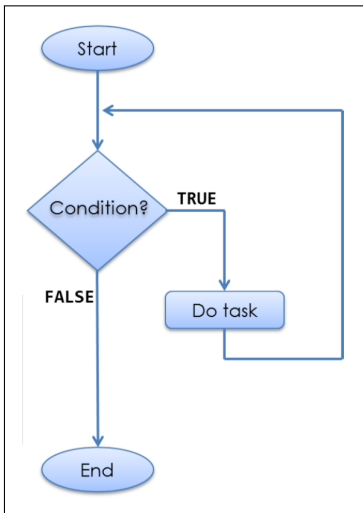 Start
Condition?
TRUE
FALSE
Do task
End